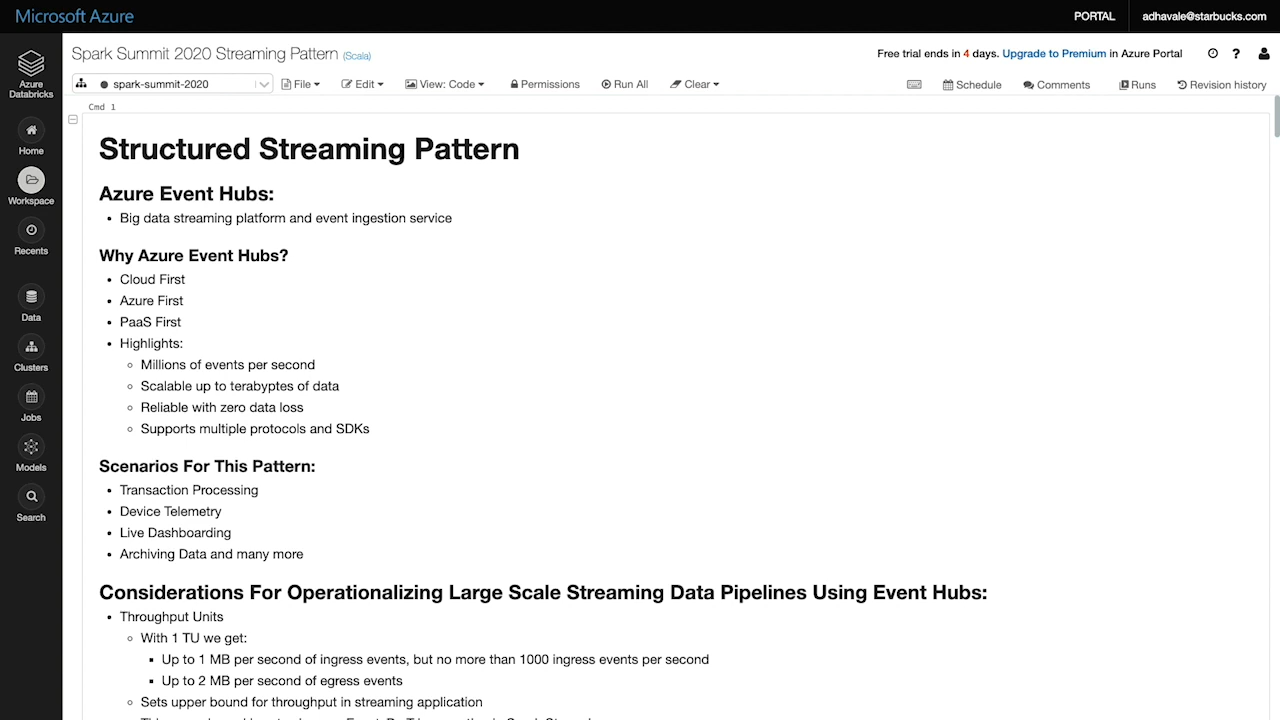 Microsoft Azure
PORTAL
adhavale@starbucks.com
Azure
Databricks
Home
Workspace
Recents
Data
Clusters
Jobs
Models
Search
Spark Summit 2020 Streaming Pattern (Scala)
Free trial ends in 4 days. Upgrade to Premium in Azure Portal
spark-summit-2020
File
Edit
View: Code
Permissions
Run All
Clear
Schedule
Comments
Runs
Revision history
Cmd 1
Structured Streaming Pattern
Azure Event Hubs:
• Big data streaming platform and event ingestion service
Why Azure Event Hubs?
• Cloud First
• Azure First
• PaaS First
• Highlights:
◦ Millions of events per second
◦ Scalable up to terabyptes of data
◦ Reliable with zero data loss
◦ Supports multiple protocols and SDKs
Scenarios For This Pattern:
• Transaction Processing
• Device Telemetry
• Live Dashboarding
• Archiving Data and many more
Considerations For Operationalizing Large Scale Streaming Data Pipelines Using Event Hubs:
• Throughput Units
◦ With 1 TU we get:
▪ Up to 1 MB per second of ingress events, but no more than 1000 ingress events per second
▪ Up to 2 MB per second of egress events
◦ Sets upper bound for throughput in streaming application